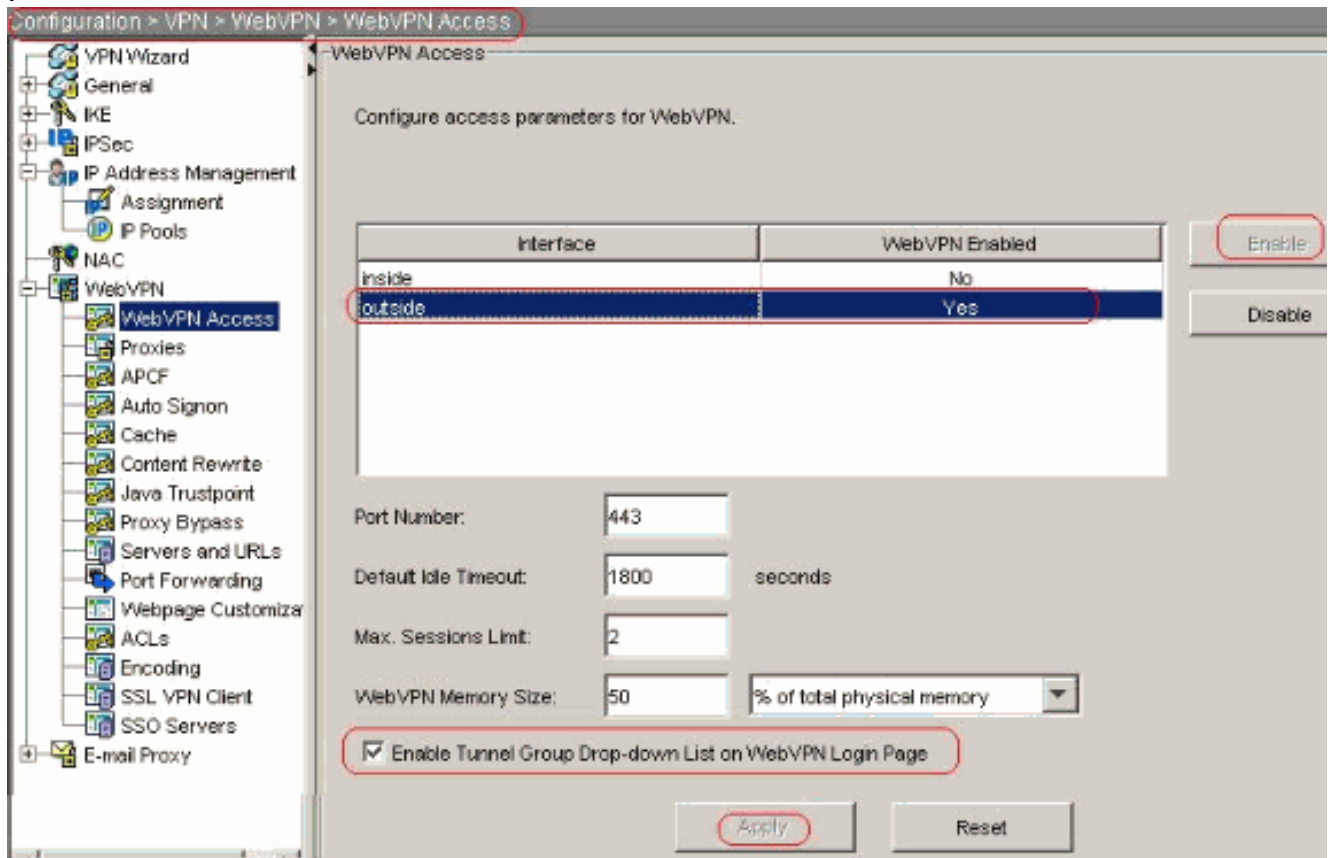 Configuration > VPN > WebVPN > WebVPN Access
VPN Wizard
General
IKE
IPSec
IP Address Management
Assignment
IP Pools
NAC
WebVPN
WebVPN Access
Proxies
APCF
Auto Signon
Cache
Content Rewrite
Java Trustpoint
Proxy Bypass
Servers and URLs
Port Forwarding
Webpage Customiza
ACLs
Encoding
SSL VPN Client
SSO Servers
E-mail Proxy
WebVPN Access
Configure access parameters for WebVPN.
Interface WebVPN Enabled
inside No
outside Yes
Enable
Disable
Port Number: 443
Default Idle Timeout: 1800 seconds
Max. Sessions Limit: 2
WebVPN Memory Size: 50 % of total physical memory
Enable Tunnel Group Drop-down List on WebVPN Login Page
Apply Reset